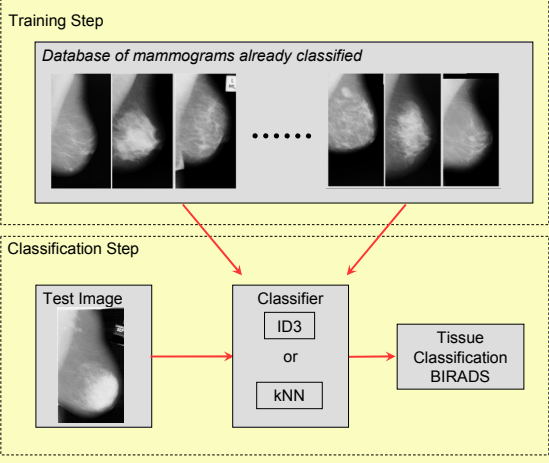 Training Step
Database of mammograms already classified
Classification Step
Test Image
Classifier
ID3
or
kNN
Tissue
Classification
BIRADS